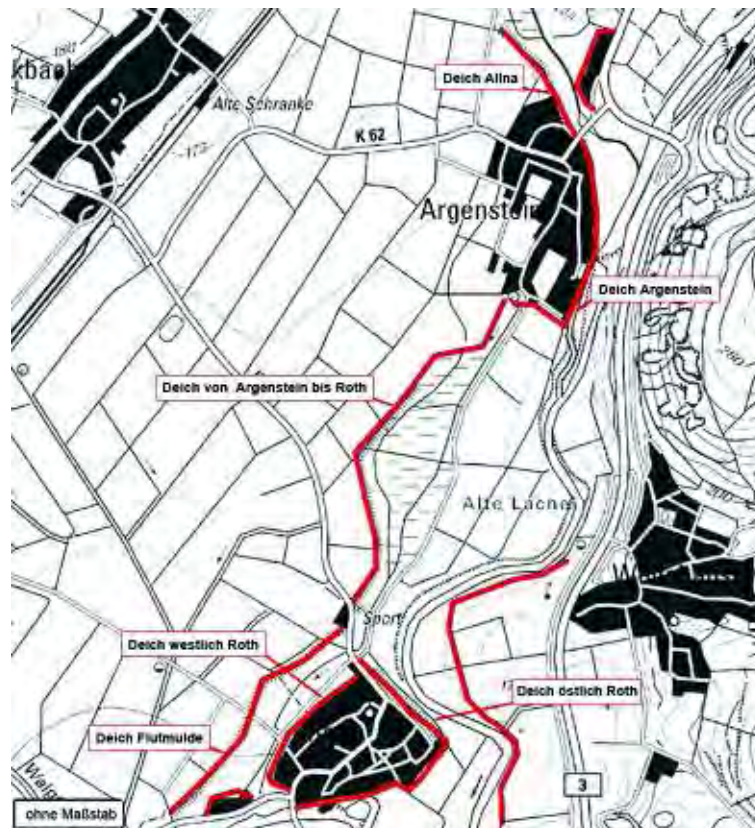 Deich Allna
kbach
Alte Schranke
K 62
Argenstein
Deich Argenstein
Deich von Argenstein bis Roth
Alte Lache
Sport
Deich westlich Roth
Deich östlich Roth
Deich Flutmulde
3
ohne Maßstab